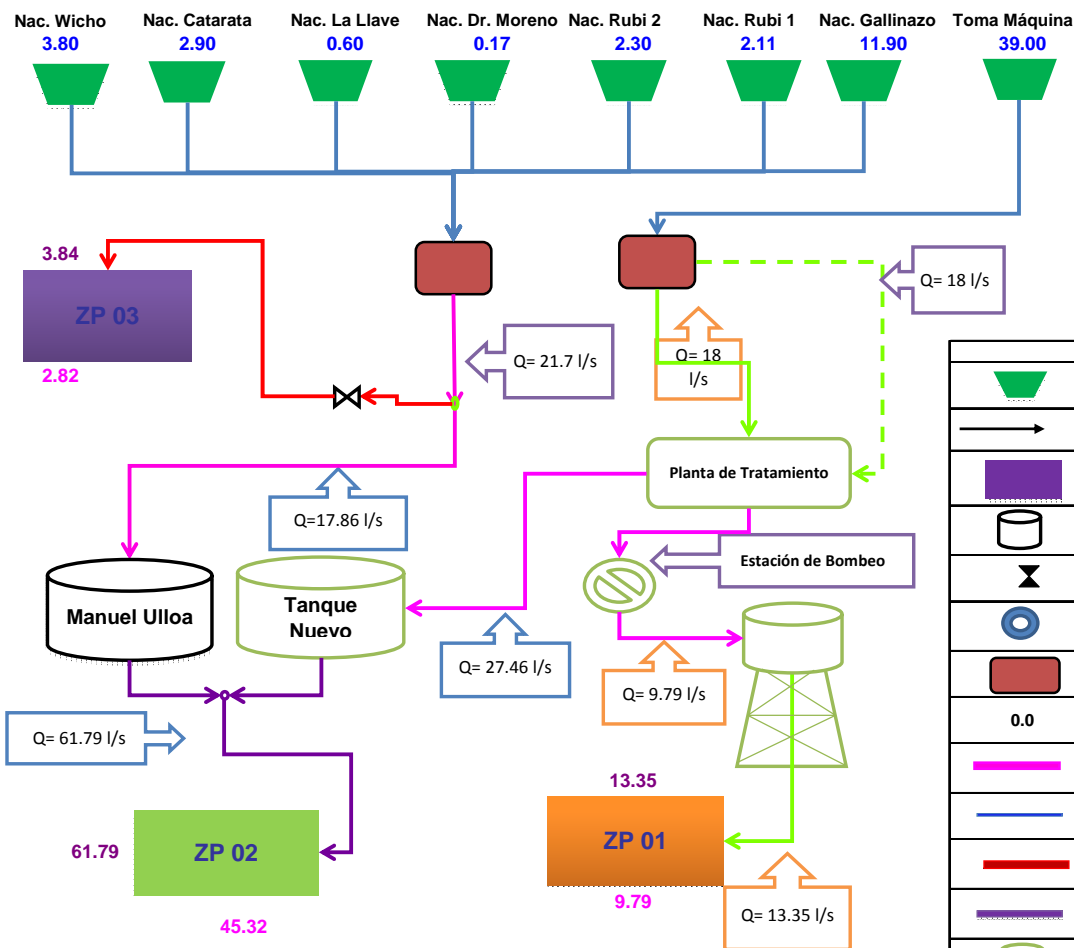 Nac. Wicho
3.80
Nac. Catarata
2.90
Nac. La Llave
0.60
Nac. Dr. Moreno
0.17
Nac. Rubi 2
2.30
Nac. Rubi 1
2.11
Nac. Gallinazo
11.90
Toma Máquina
39.00
3.84
ZP 03
2.82
Q= 21.7 l/s
Q= 18
l/s
Q= 18 l/s
Planta de Tratamiento
Q=17.86 l/s
Estación de Bombeo
Manuel Ulloa
Tanque
Nuevo
Q= 27.46 l/s
Q= 9.79 l/s
Q= 61.79 l/s
0.0
61.79
ZP 02
45.32
13.35
ZP 01
9.79
Q= 13.35 l/s